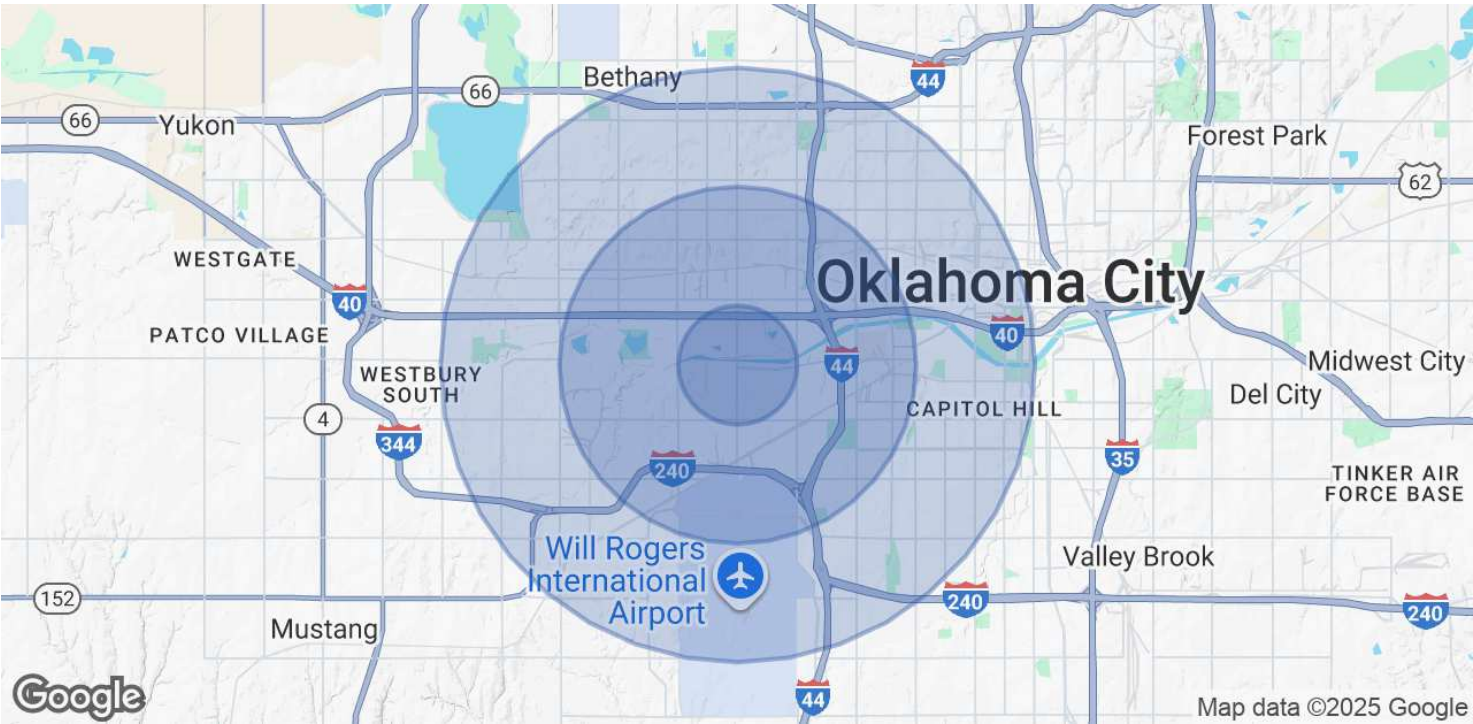 Bethany
44
66
66
Yukon
Forest Park
62
WESTGATE
Oklahoma City
40
PATCO VILLAGE
40
44
Midwest City
WESTBURY
SOUTH
Del City
CAPITOL HILL
4
344
35
240
TINKER AIR
FORCE BASE
Will Rogers
International
Airport
Valley Brook
152
240
240
Mustang
44
Google
Map data ©2025 Google